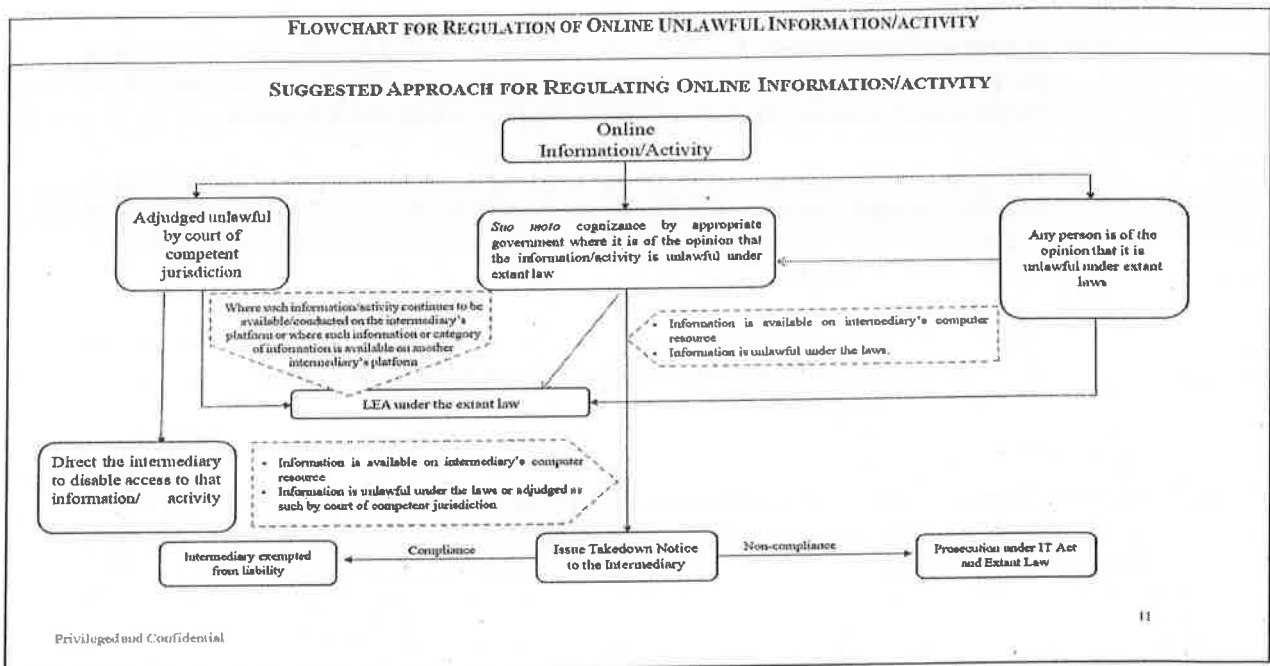 FLOWCHART FOR REGULATION OF ONLINE UNLAWFUL INFORMATION/ACTIVITY
SUGGESTED APPROACH FOR REGULATING ONLINE INFORMATION/ACTIVITY
Online
Information/Activity
Adjudged unlawful
by court of
competent
jurisdiction
Suo moto cognizance by appropriate
government where it is of the opinion that
the information/activity is unlawful under
extant law
Any person is of the
opinion that it is
unlawful under extant
laws
Where such information/activity continues to be
available/conducted on the intermediary's
platform or where such information or category
of information is available on another
intermediary's platform
• Information is available on intermediary's computer
resource
• Information is unlawful under the laws.
LEA under the extant law
Direct the intermediary
to disable access to that
information/ activity
• Information is available on intermediary's computer
resource
• Information is unlawful under the laws or adjudged as
such by court of competent jurisdiction
Intermediary exempted
from liability
Compliance
Issue Takedown Notice
to the Intermediary
Non-compliance
Prosecution under IT Act
and Extant Law
11
Privileged and Confidential